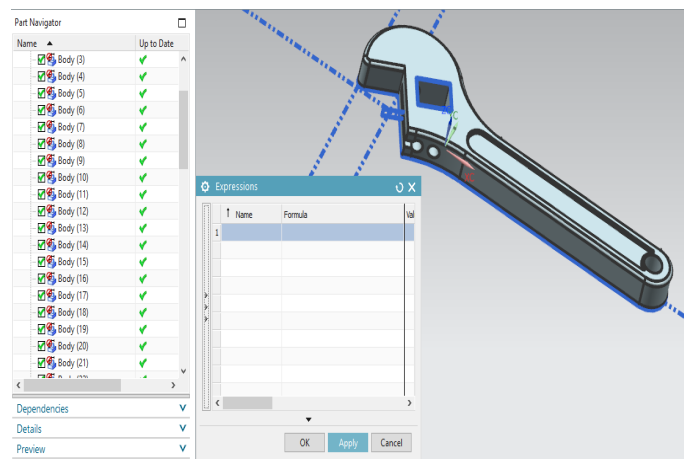 Part Navigator
Name Up to Date
Body (3)
Body (4)
Body (5)
Body (6)
Body (7)
Body (8)
Body (9)
Body (10)
Body (11)
Body (12)
Body (13)
Body (14)
Body (15)
Body (16)
Body (17)
Body (18)
Body (19)
Body (20)
Body (21)
Dependencies
Details
Preview
Expressions
Name Formula Val
1
OK Apply Cancel